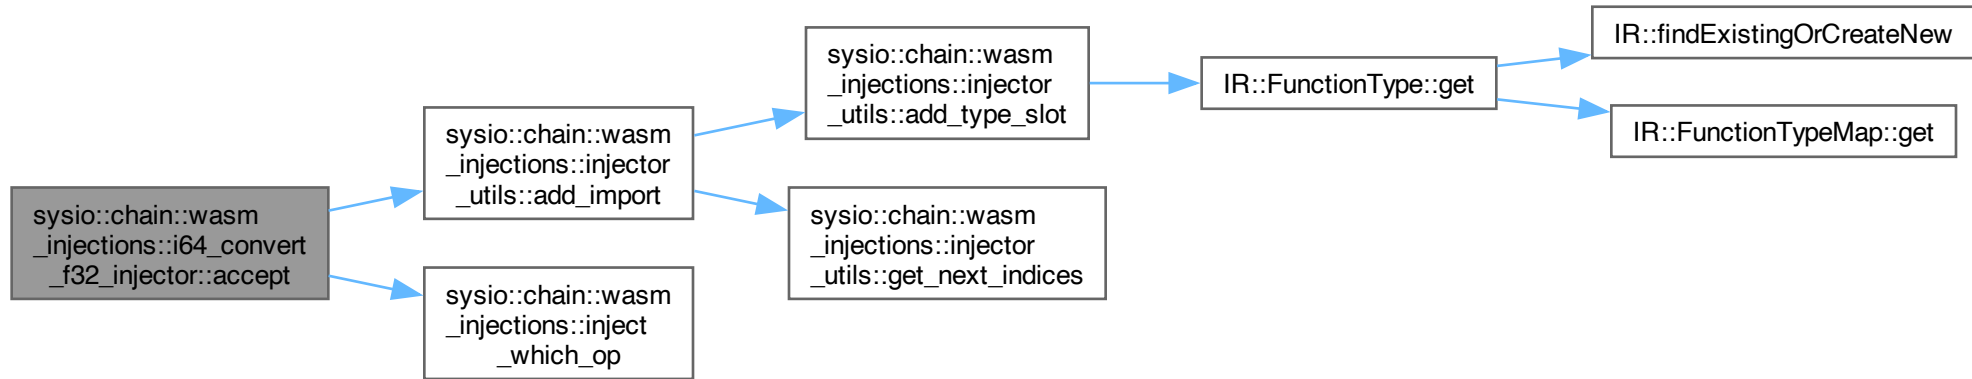 sysio::chain::wasm
_injections::i64_convert
_f32_injector::accept
sysio::chain::wasm
_injections::injector
_utils::add_import
sysio::chain::wasm
_injections::inject
_which_op
sysio::chain::wasm
_injections::injector
_utils::add_type_slot
sysio::chain::wasm
_injections::injector
_utils::get_next_indices
IR::FunctionType::get
IR::findExistingOrCreateNew
IR::FunctionTypeMap::get